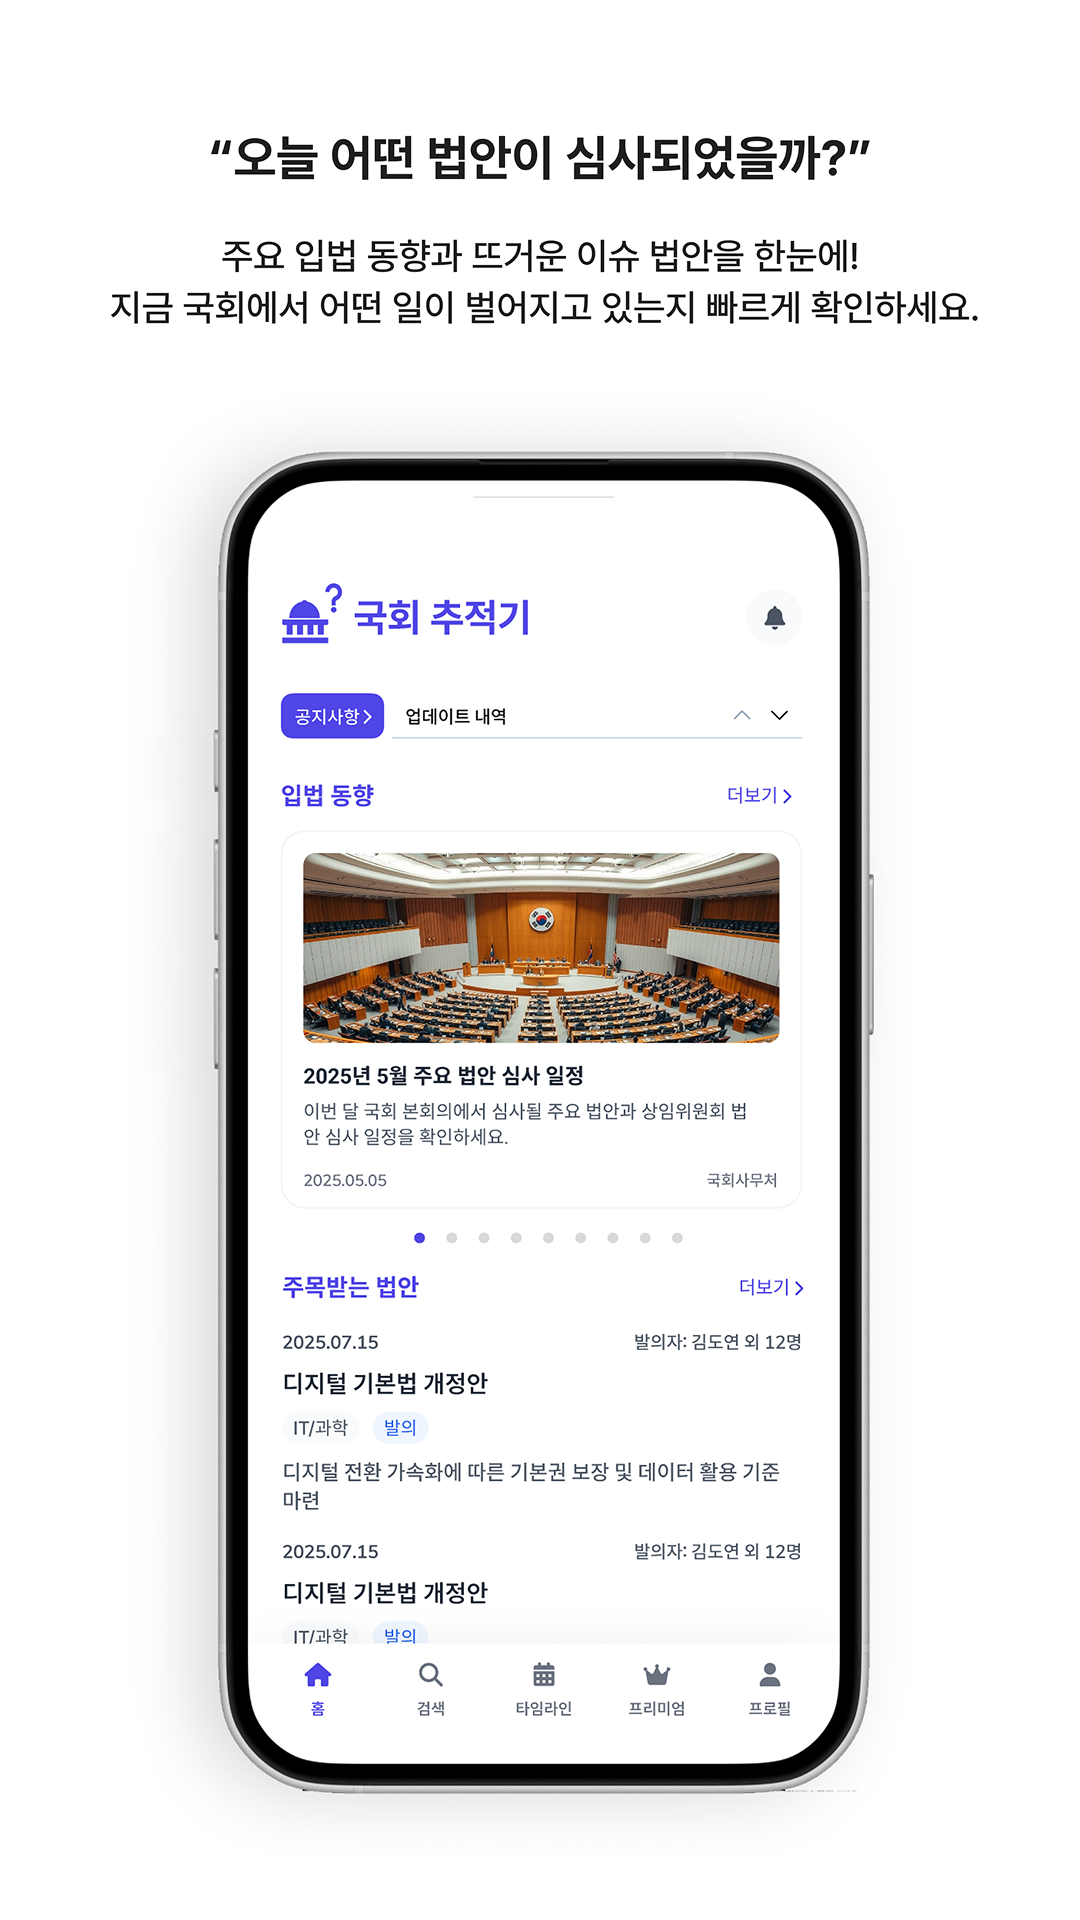 “오늘 어떤 법안이 심사되었을까?”
주요 입법 동향과 뜨거운 이슈 법안을 한눈에!
지금 국회에서 어떤 일이 벌어지고 있는지 빠르게 확인하세요.
국회 추적기
공지사항
업데이트 내역
입법 동향
더보기
2025년 5월 주요 법안 심사 일정
이번 달 국회 본회의에서 심사될 주요 법안과 상임위원회 법
안 심사 일정을 확인하세요.
2025.05.05
국회사무처
주목받는 법안
더보기
2025.07.15
발의자: 김도연 외 12명
디지털 기본법 개정안
IT/과학
발의
디지털 전환 가속화에 따른 기본권 보장 및 데이터 활용 기준
마련
2025.07.15
발의자: 김도연 외 12명
디지털 기본법 개정안
IT/과학
발의
홈
검색
타임라인
프리미엄
프로필